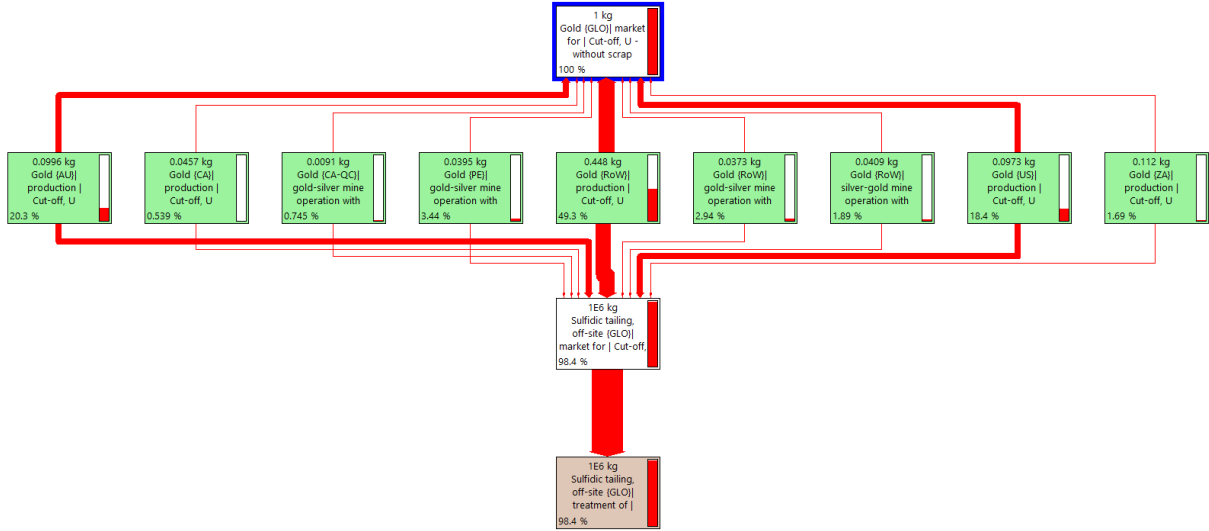 1 kg
Gold {GLO}| market
for | Cut-off, U -
without scrap
100 %
0.0996 kg
Gold {AU}|
production |
Cut-off, U
20.3 %
0.0457 kg
Gold {CA}|
production |
Cut-off, U
0.539 %
0.0091 kg
Gold {CA-QC}|
gold-silver mine
operation with
0.745 %
0.0395 kg
Gold {PE}|
gold-silver mine
operation with
3.44 %
0.448 kg
Gold {RoW}|
production |
Cut-off, U
49.3 %
0.0373 kg
Gold {RoW}|
gold-silver mine
operation with
2.94 %
0.0409 kg
Gold {RoW}|
silver-gold mine
operation with
1.89 %
0.0973 kg
Gold {US}|
production |
Cut-off, U
18.4 %
0.112 kg
Gold {ZA}|
production |
Cut-off, U
1.69 %
1E6 kg
Sulfidic tailing,
off-site {GLO}|
market for | Cut-off,
98.4 %
1E6 kg
Sulfidic tailing,
off-site {GLO}|
treatment of |
98.4 %